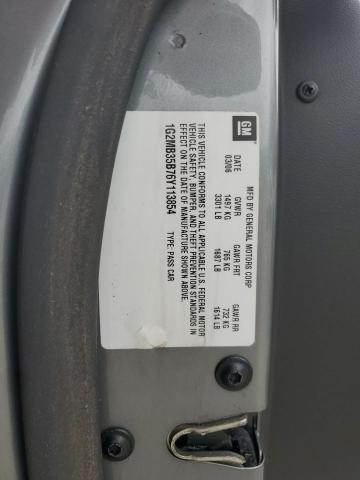 GM
MFD BY GENERAL MOTORS CORP
DATE GVWR GAWR FRT GAWR RR
03/06 1497 KG 765 KG 732 KG
3301 LB 1687 LB 1614 LB
THIS VEHICLE CONFORMS TO ALL APPLICABLE U.S. FEDERAL MOTOR
VEHICLE SAFETY, BUMPER, AND THEFT PREVENTION STANDARDS IN
EFFECT ON THE DATE OF MANUFACTURE SHOWN ABOVE.
1G2MB35B76Y113854 TYPE: PASS CAR